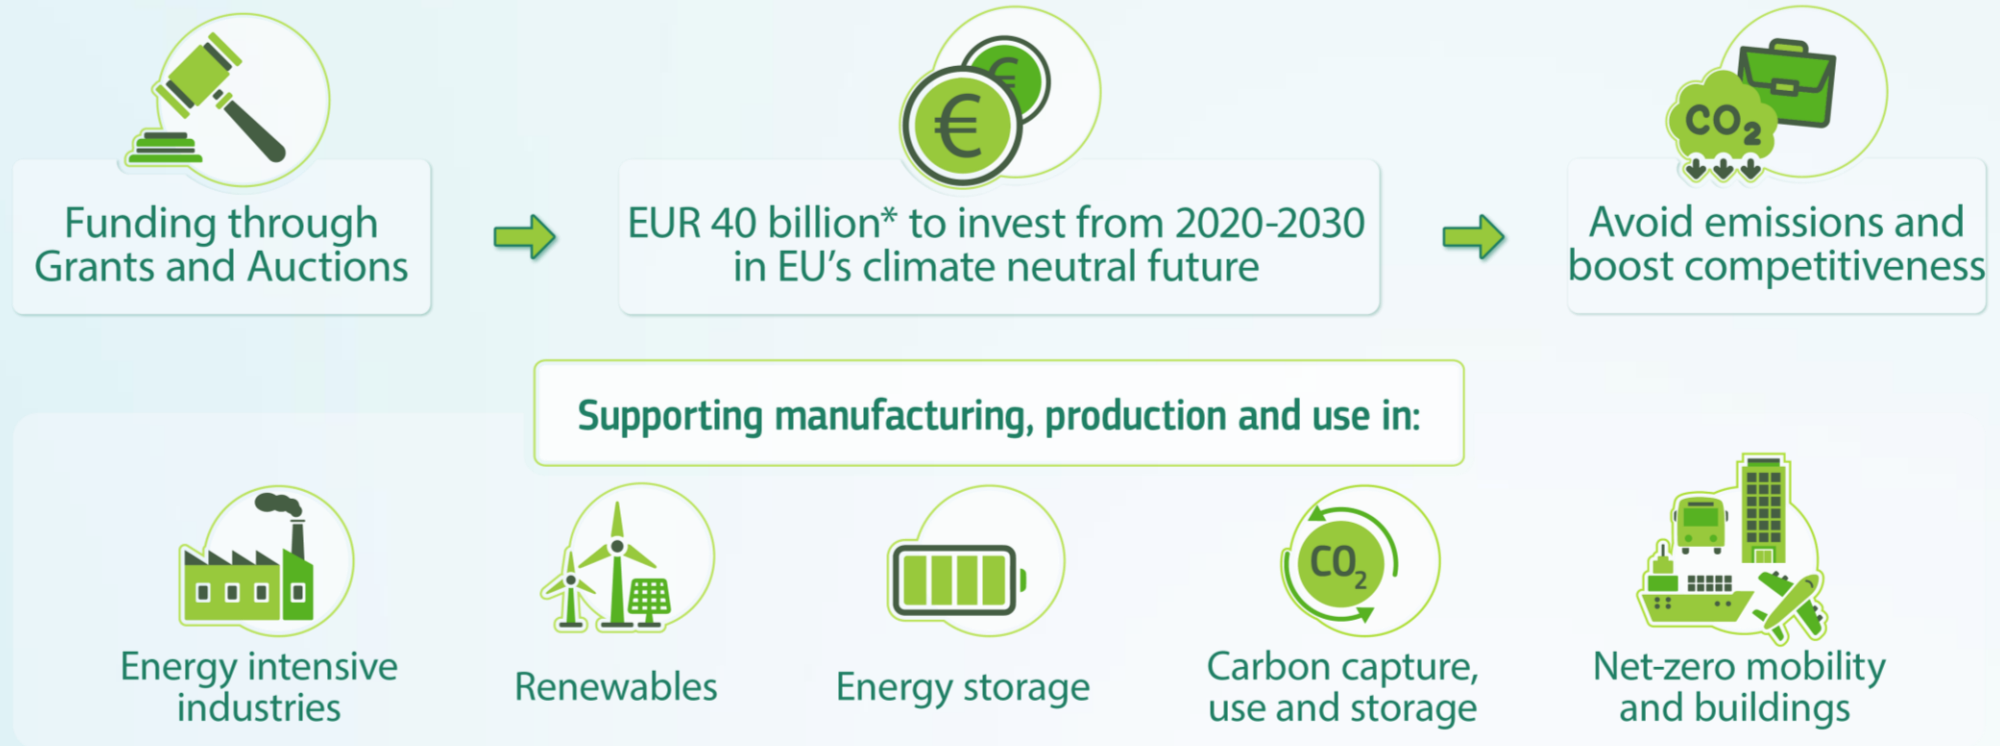 €
€
CO2
Funding through
Grants and Auctions
EUR 40 billion* to invest from 2020-2030
in EU's climate neutral future
Avoid emissions and
boost competitiveness
Supporting manufacturing, production and use in:
CO2
Energy intensive
industries
Renewables
Energy storage
Carbon capture,
use and storage
Net-zero mobility
and buildings